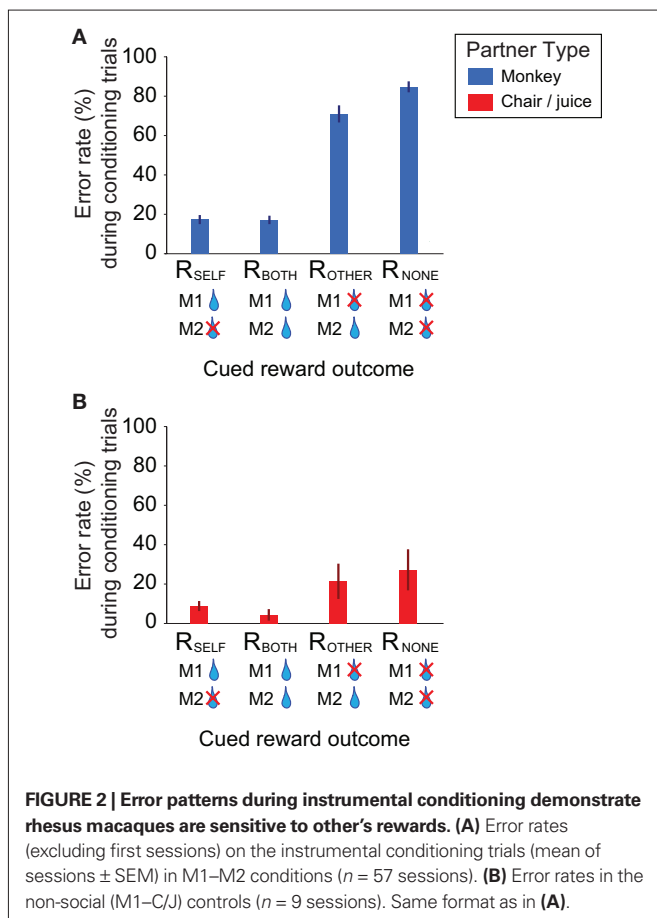 A
Partner Type
Monkey
Chair / juice
Error rate (%)
during conditioning trials
100
80
60
40
20
0
RSELF RBOTH ROTHER RNONE
M1 M1 M1 M1
M2 M2 M2 M2
Cued reward outcome
B
Error rate (%)
during conditioning trials
100
80
60
40
20
0
RSELF RBOTH ROTHER RNONE
M1 M1 M1 M1
M2 M2 M2 M2
Cued reward outcome
FIGURE 2 | Error patterns during instrumental conditioning demonstrate
rhesus macaques are sensitive to other's rewards. (A) Error rates
(excluding first sessions) on the instrumental conditioning trials (mean of
sessions ± SEM) in M1–M2 conditions (n = 57 sessions). (B) Error rates in the
non-social (M1–C/J) controls (n = 9 sessions). Same format as in (A).